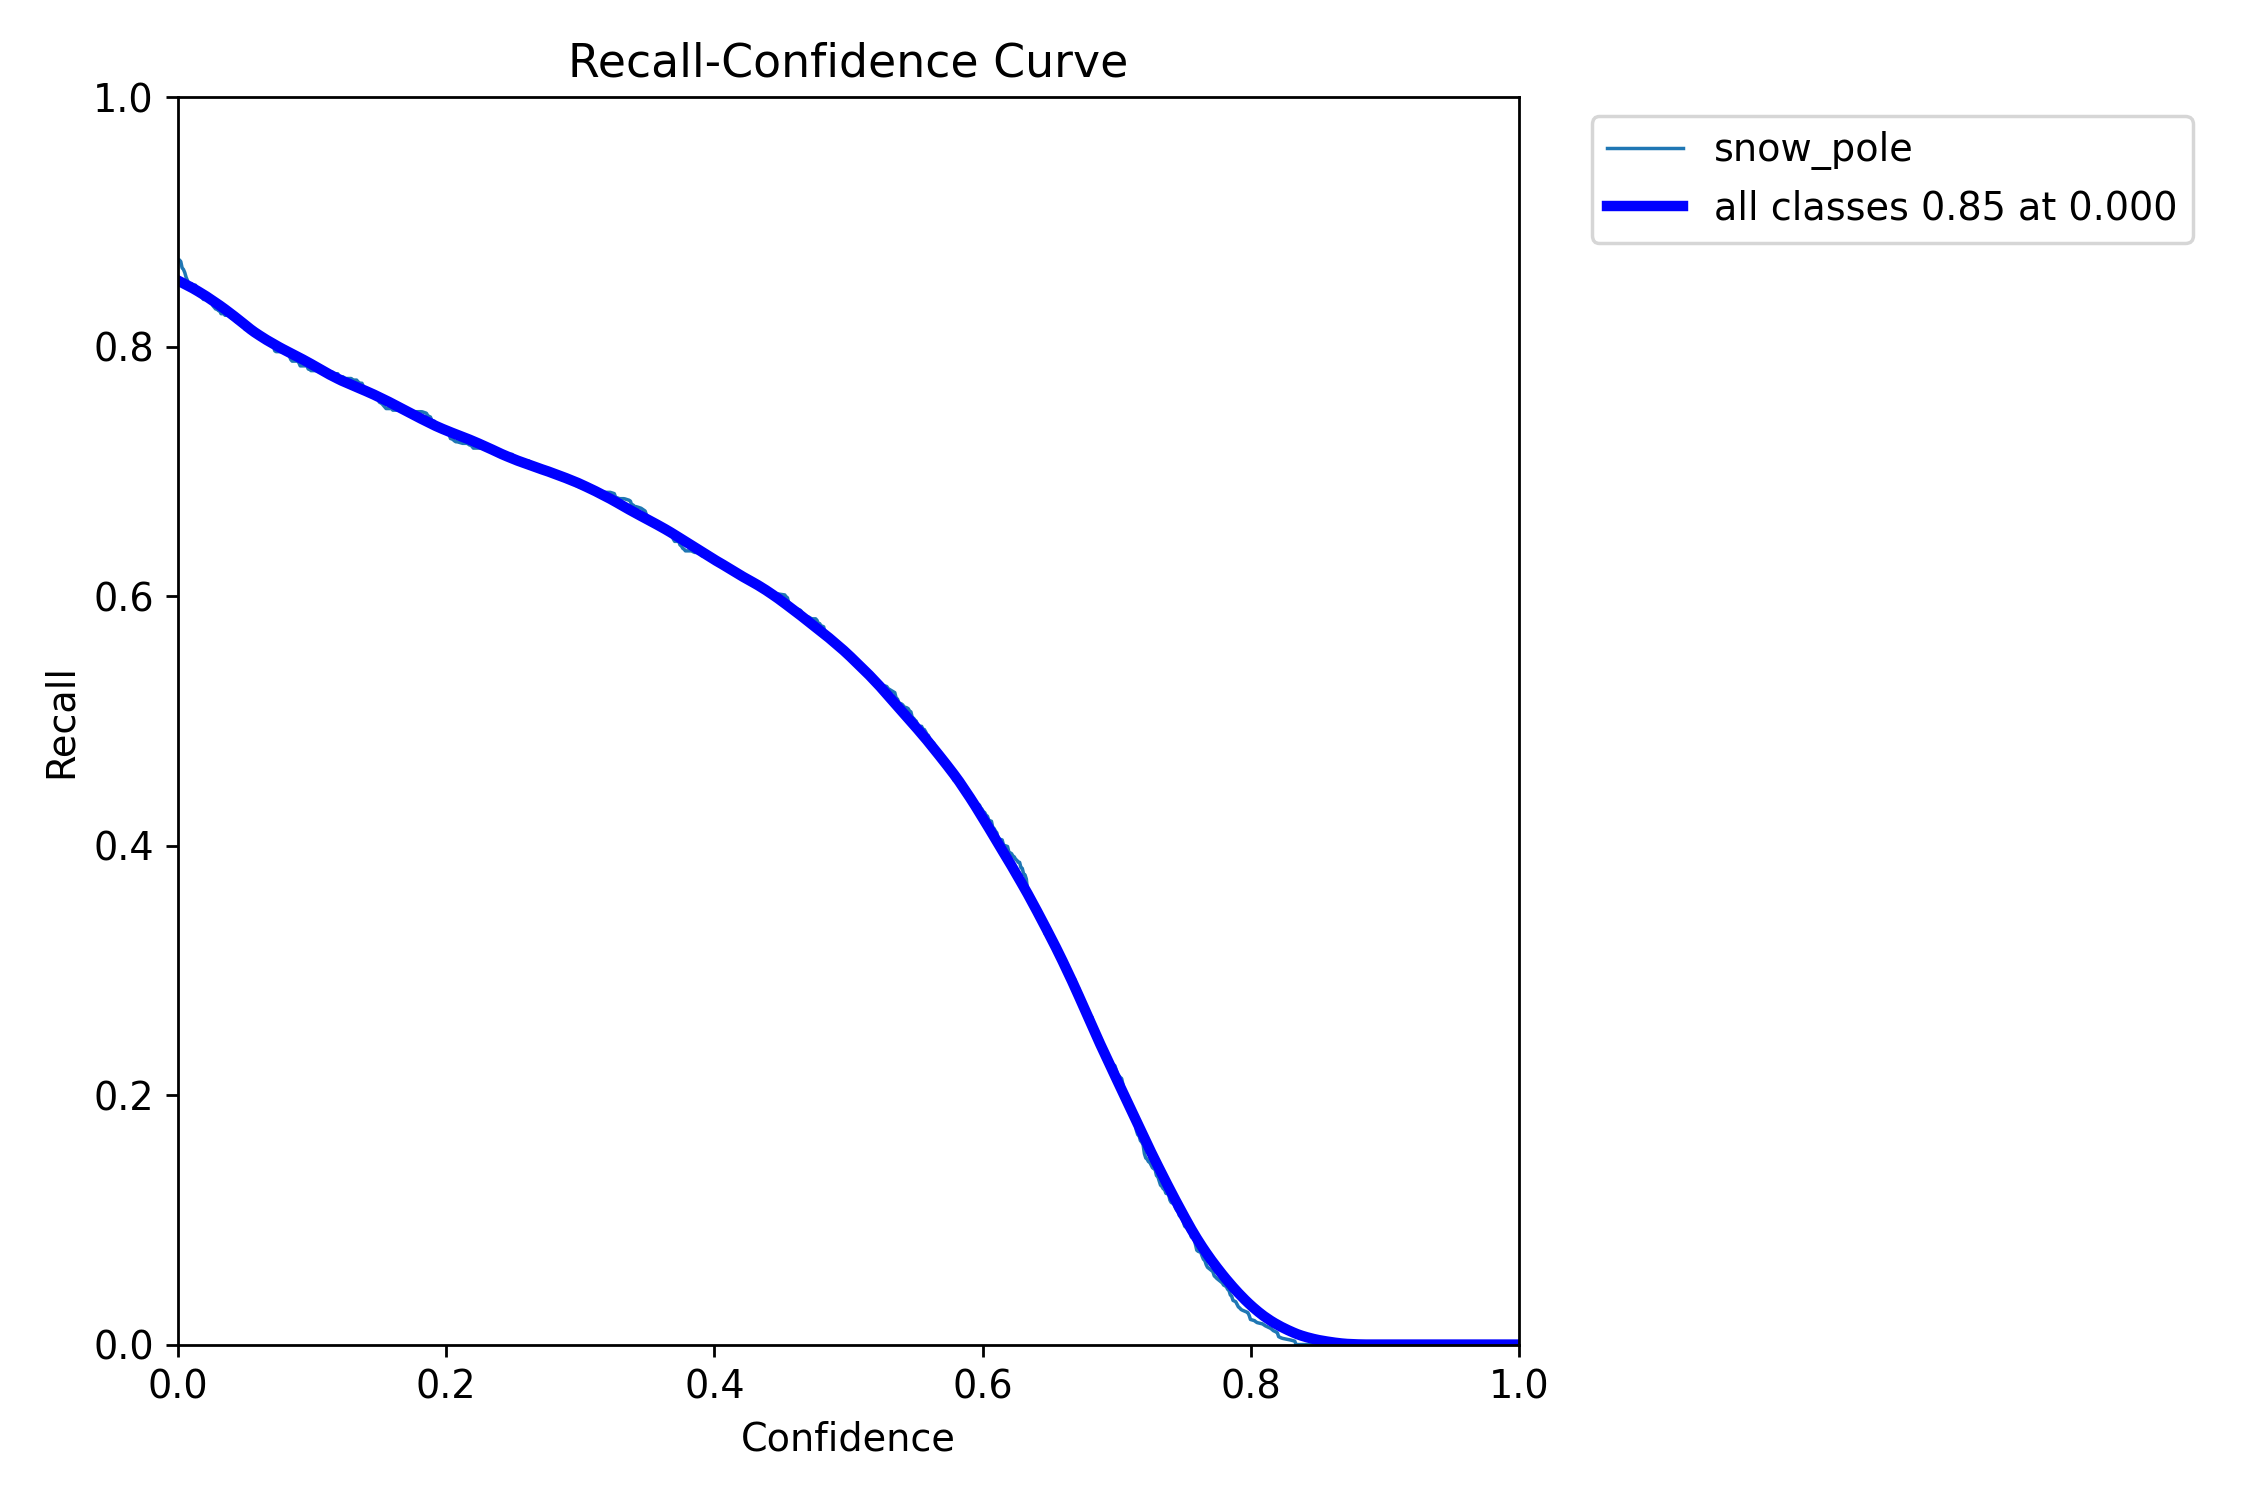 Recall-Confidence Curve
1.0
0.8
0.6
0.4
0.2
0.0
Recall
0.0 0.2 0.4 0.6 0.8 1.0
Confidence
snow_pole
all classes 0.85 at 0.000